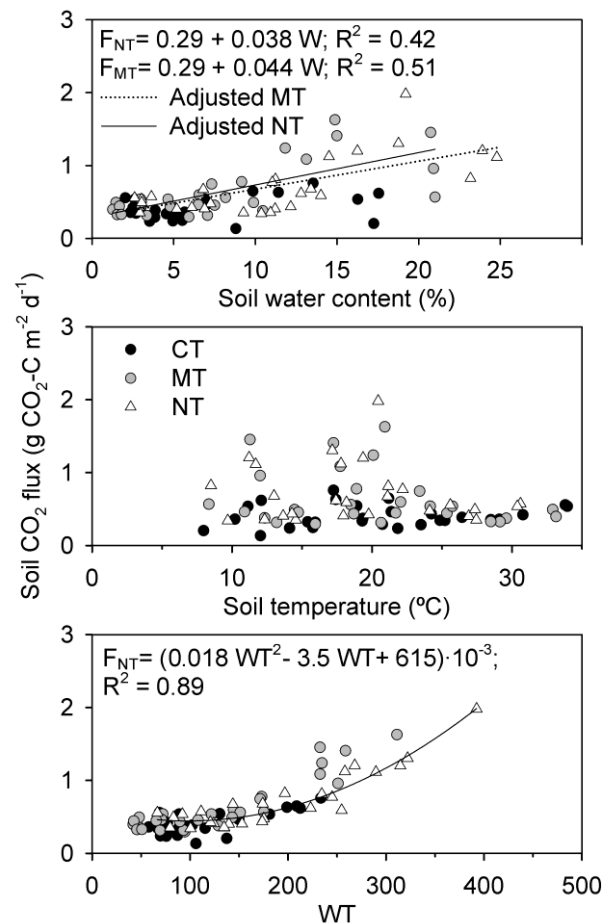 F_NT= 0.29 + 0.038 W; R² = 0.42
F_MT= 0.29 + 0.044 W; R² = 0.51
Adjusted MT
Adjusted NT
3
2
1
0
0 5 10 15 20 25 30
Soil water content (%)
Soil CO₂ flux (g CO₂-C m⁻² d⁻¹)
CT
MT
NT
3
2
1
0
0 10 20 30
Soil temperature (ºC)
F_NT= (0.018 WT²- 3.5 WT+ 615)·10⁻³;
R² = 0.89
3
2
1
0
0 100 200 300 400 500
WT